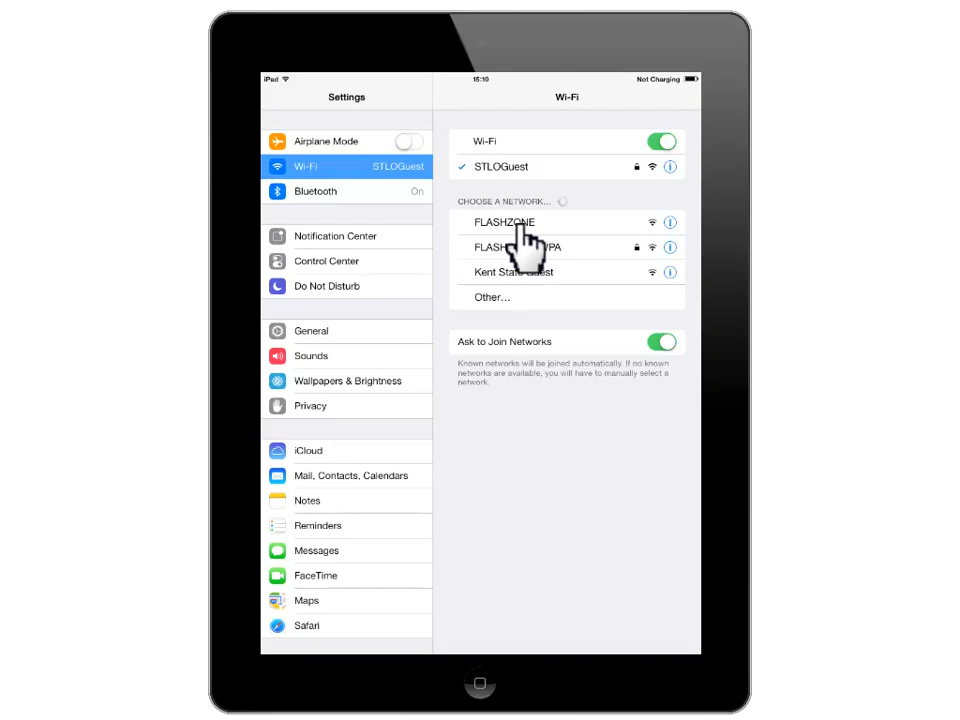 iPad 15:10 Not Charging
Settings
Wi-Fi
Airplane Mode
Wi-Fi STLOGuest
Bluetooth On
Notification Center
Control Center
Do Not Disturb
General
Sounds
Wallpapers & Brightness
Privacy
iCloud
Mail, Contacts, Calendars
Notes
Reminders
Messages
FaceTime
Maps
Safari
Wi-Fi
STLOGuest
CHOOSE A NETWORK...
FLASHZONE
Kent State Guest
Other...
Ask to Join Networks
Known networks will be joined automatically. If no known
networks are available, you will have to manually select a
network.